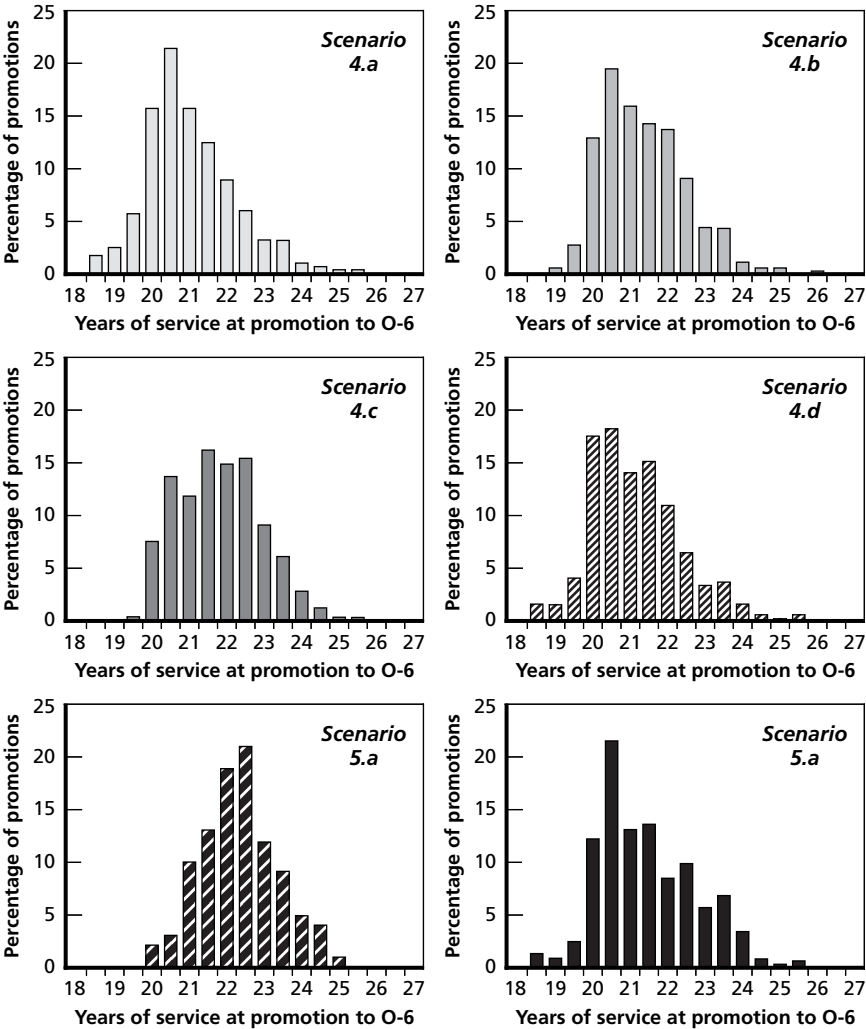 Percentage of promotions
25
20
15
10
5
0
Scenario
4.a
18 19 20 21 22 23 24 25 26 27
Years of service at promotion to O-6
Percentage of promotions
25
20
15
10
5
0
Scenario
4.b
18 19 20 21 22 23 24 25 26 27
Years of service at promotion to O-6
Percentage of promotions
25
20
15
10
5
0
Scenario
4.c
18 19 20 21 22 23 24 25 26 27
Years of service at promotion to O-6
Percentage of promotions
25
20
15
10
5
0
Scenario
4.d
18 19 20 21 22 23 24 25 26 27
Years of service at promotion to O-6
Percentage of promotions
25
20
15
10
5
0
Scenario
5.a
18 19 20 21 22 23 24 25 26 27
Years of service at promotion to O-6
Percentage of promotions
25
20
15
10
5
0
Scenario
5.a
18 19 20 21 22 23 24 25 26 27
Years of service at promotion to O-6